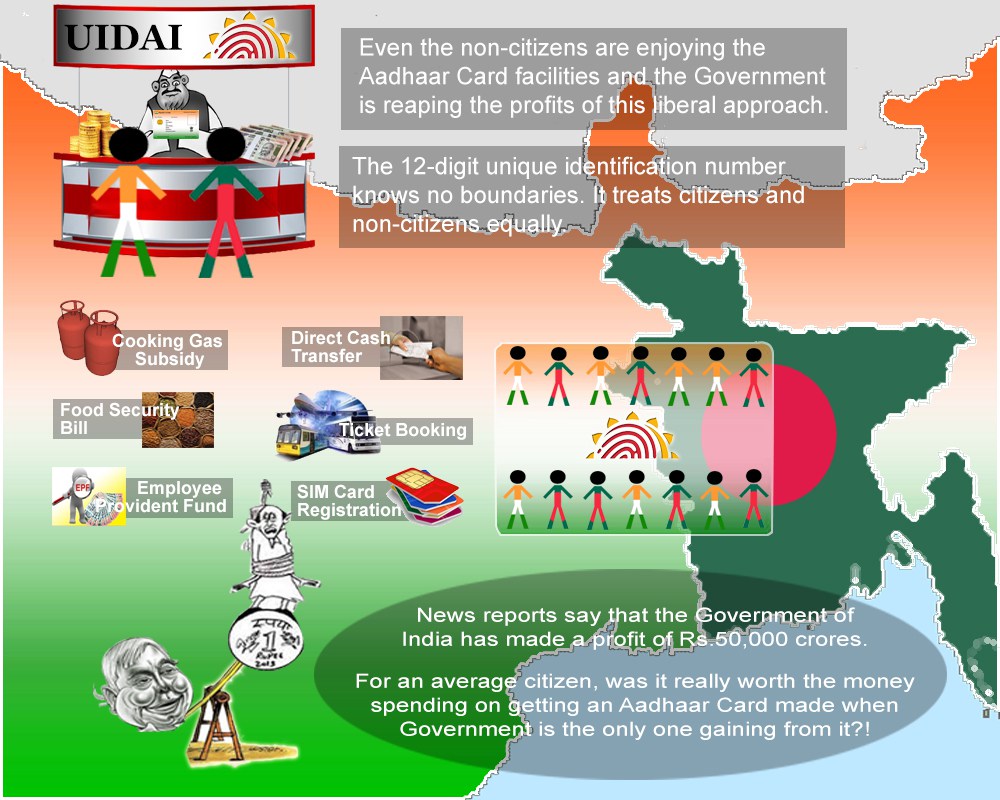 UIDAI
Even the non-citizens are enjoying the
Aadhaar Card facilities and the Government
is reaping the profits of this liberal approach.
The 12-digit unique identification number
knows no boundaries. It treats citizens and
non-citizens equally.
Cooking Gas
Subsidy
Direct Cash
Transfer
Food Security
Bill
Ticket Booking
EPF
Employee
Provident Fund
SIM Card
Registration
1
RUPEE
2013
News reports say that the Government of
India has made a profit of Rs.50,000 crores.
For an average citizen, was it really worth the money
spending on getting an Aadhaar Card made when
Government is the only one gaining from it?!